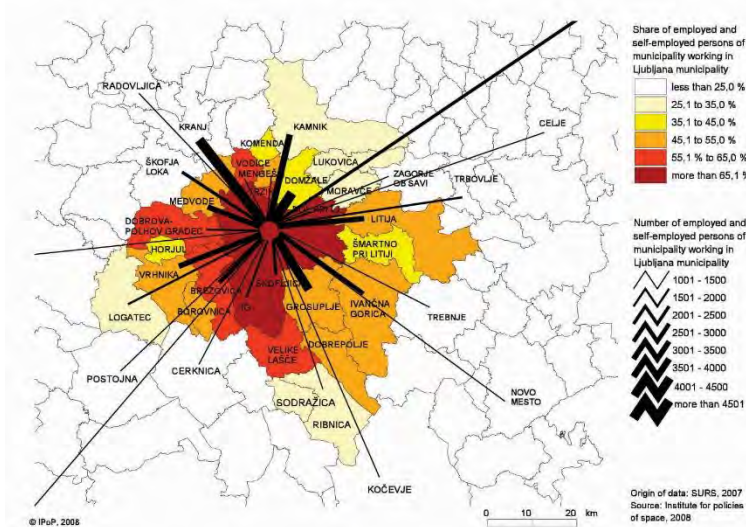 RADOVLJICA
KRANJ
KAMNIK
KOMENDA
CELJE
ŠKOFJA
LOKA
VODICE
MENGEŠ
LUKOVICA
DOMŽALE
MORAVČE
ZAGORJE
OB SAVI
TRBOVLJE
MEDVODE
LITIJA
DOBROVA-
POLHOV GRADEC
HORJUL
ŠMARTNO
PRI LITIJI
VRHNIKA
BREZOVICA
ŠKOFLJICA
IG
LOGATEC
BOROVNICA
GROSUPLJE
IVANČNA
GORICA
TREBNJE
DOBREPOLJE
VELIKE
LAŠČE
POSTOJNA
CERKNICA
SODRAŽICA
RIBNICA
NOVO
MESTO
KOČEVJE
0 10 20 km
© IPoP, 2008
Share of employed and
self-employed persons of
municipality working in
Ljubljana municipality
less than 25,0 %
25,1 to 35,0 %
35,1 to 45,0 %
45,1 to 55,0 %
55,1 % to 65,0 %
more than 65,1 %
Number of employed and
self-employed persons of
municipality working in
Ljubljana municipality
1001 - 1500
1501 - 2000
2001 - 2500
2501 - 3000
3001 - 3500
3501 - 4000
4001 - 4500
more than 4501
Origin of data: SURS, 2007
Source: Institute for policies
of space, 2008